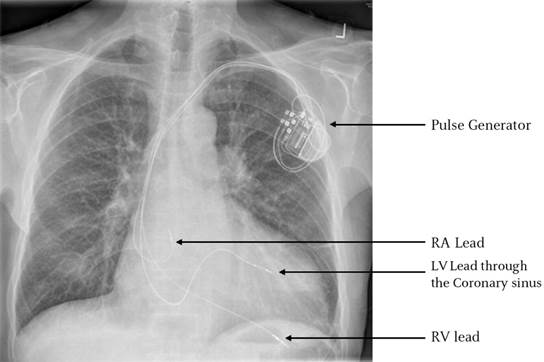 L
Pulse Generator
RA Lead
LV Lead through
the Coronary sinus
RV lead